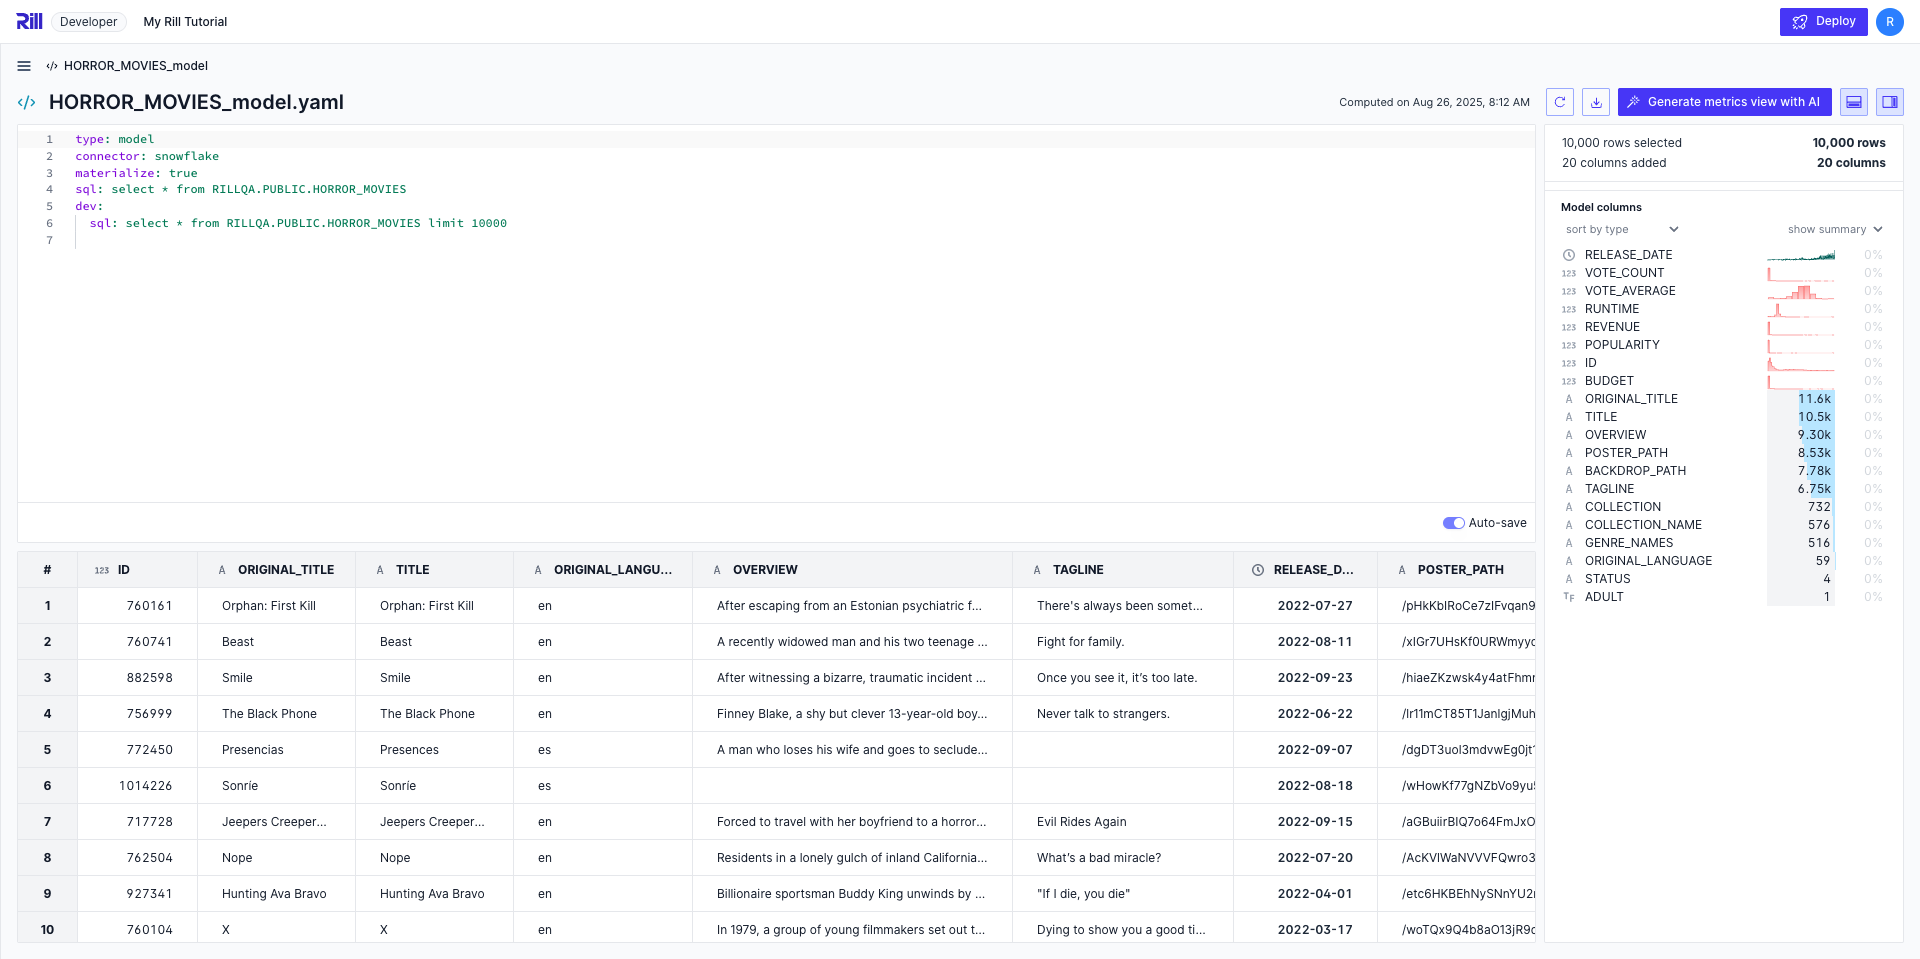 Rill Developer My Rill Tutorial Deploy R
HORROR_MOVIES_model
HORROR_MOVIES_model.yaml Computed on Aug 26, 2025, 8:12 AM Generate metrics view with AI
1 type: model
2 connector: snowflake
3 materialize: true
4 sql: select * from RILLQA.PUBLIC.HORROR_MOVIES
5 dev:
6 sql: select * from RILLQA.PUBLIC.HORROR_MOVIES limit 10000
7
Auto-save
# 123 ID A ORIGINAL_TITLE A TITLE A ORIGINAL_LANGU... A OVERVIEW A TAGLINE RELEASE_D... A POSTER_PATH
1 760161 Orphan: First Kill Orphan: First Kill en After escaping from an Estonian psychiatric f... There's always been somet... 2022-07-27
2 760741 Beast Beast en A recently widowed man and his two teenage ... Fight for family. 2022-08-11
3 882598 Smile Smile en After witnessing a bizarre, traumatic incident ... Once you see it, it's too late. 2022-09-23
4 756999 The Black Phone The Black Phone en Finney Blake, a shy but clever 13-year-old boy... Never talk to strangers. 2022-06-22
5 772450 Presencias Presences es A man who loses his wife and goes to seclude... 2022-09-07
6 1014226 Sonríe Sonríe es 2022-08-18
7 717728 Jeepers Creeper... Jeepers Creeper... en Forced to travel with her boyfriend to a horror... Evil Rides Again 2022-09-15
8 762504 Nope Nope en Residents in a lonely gulch of inland California... What's a bad miracle? 2022-07-20
9 927341 Hunting Ava Bravo Hunting Ava Bravo en Billionaire sportsman Buddy King unwinds by ... "If I die, you die" 2022-04-01
10 760104 X X en In 1979, a group of young filmmakers set out t... Dying to show you a good ti... 2022-03-17
10,000 rows selected 10,000 rows
20 columns added 20 columns
Model columns
sort by type show summary
RELEASE_DATE 0%
123 VOTE_COUNT 0%
123 VOTE_AVERAGE 0%
123 RUNTIME 0%
123 REVENUE 0%
123 POPULARITY 0%
123 ID 0%
123 BUDGET 0%
A ORIGINAL_TITLE 11.6k 0%
A TITLE 10.5k 0%
A OVERVIEW 9.30k 0%
A POSTER_PATH 8.53k 0%
A BACKDROP_PATH 7.78k 0%
A TAGLINE 6.75k 0%
A COLLECTION 732 0%
A COLLECTION_NAME 576 0%
A GENRE_NAMES 516 0%
A ORIGINAL_LANGUAGE 59 0%
A STATUS 4 0%
TF ADULT 1 0%